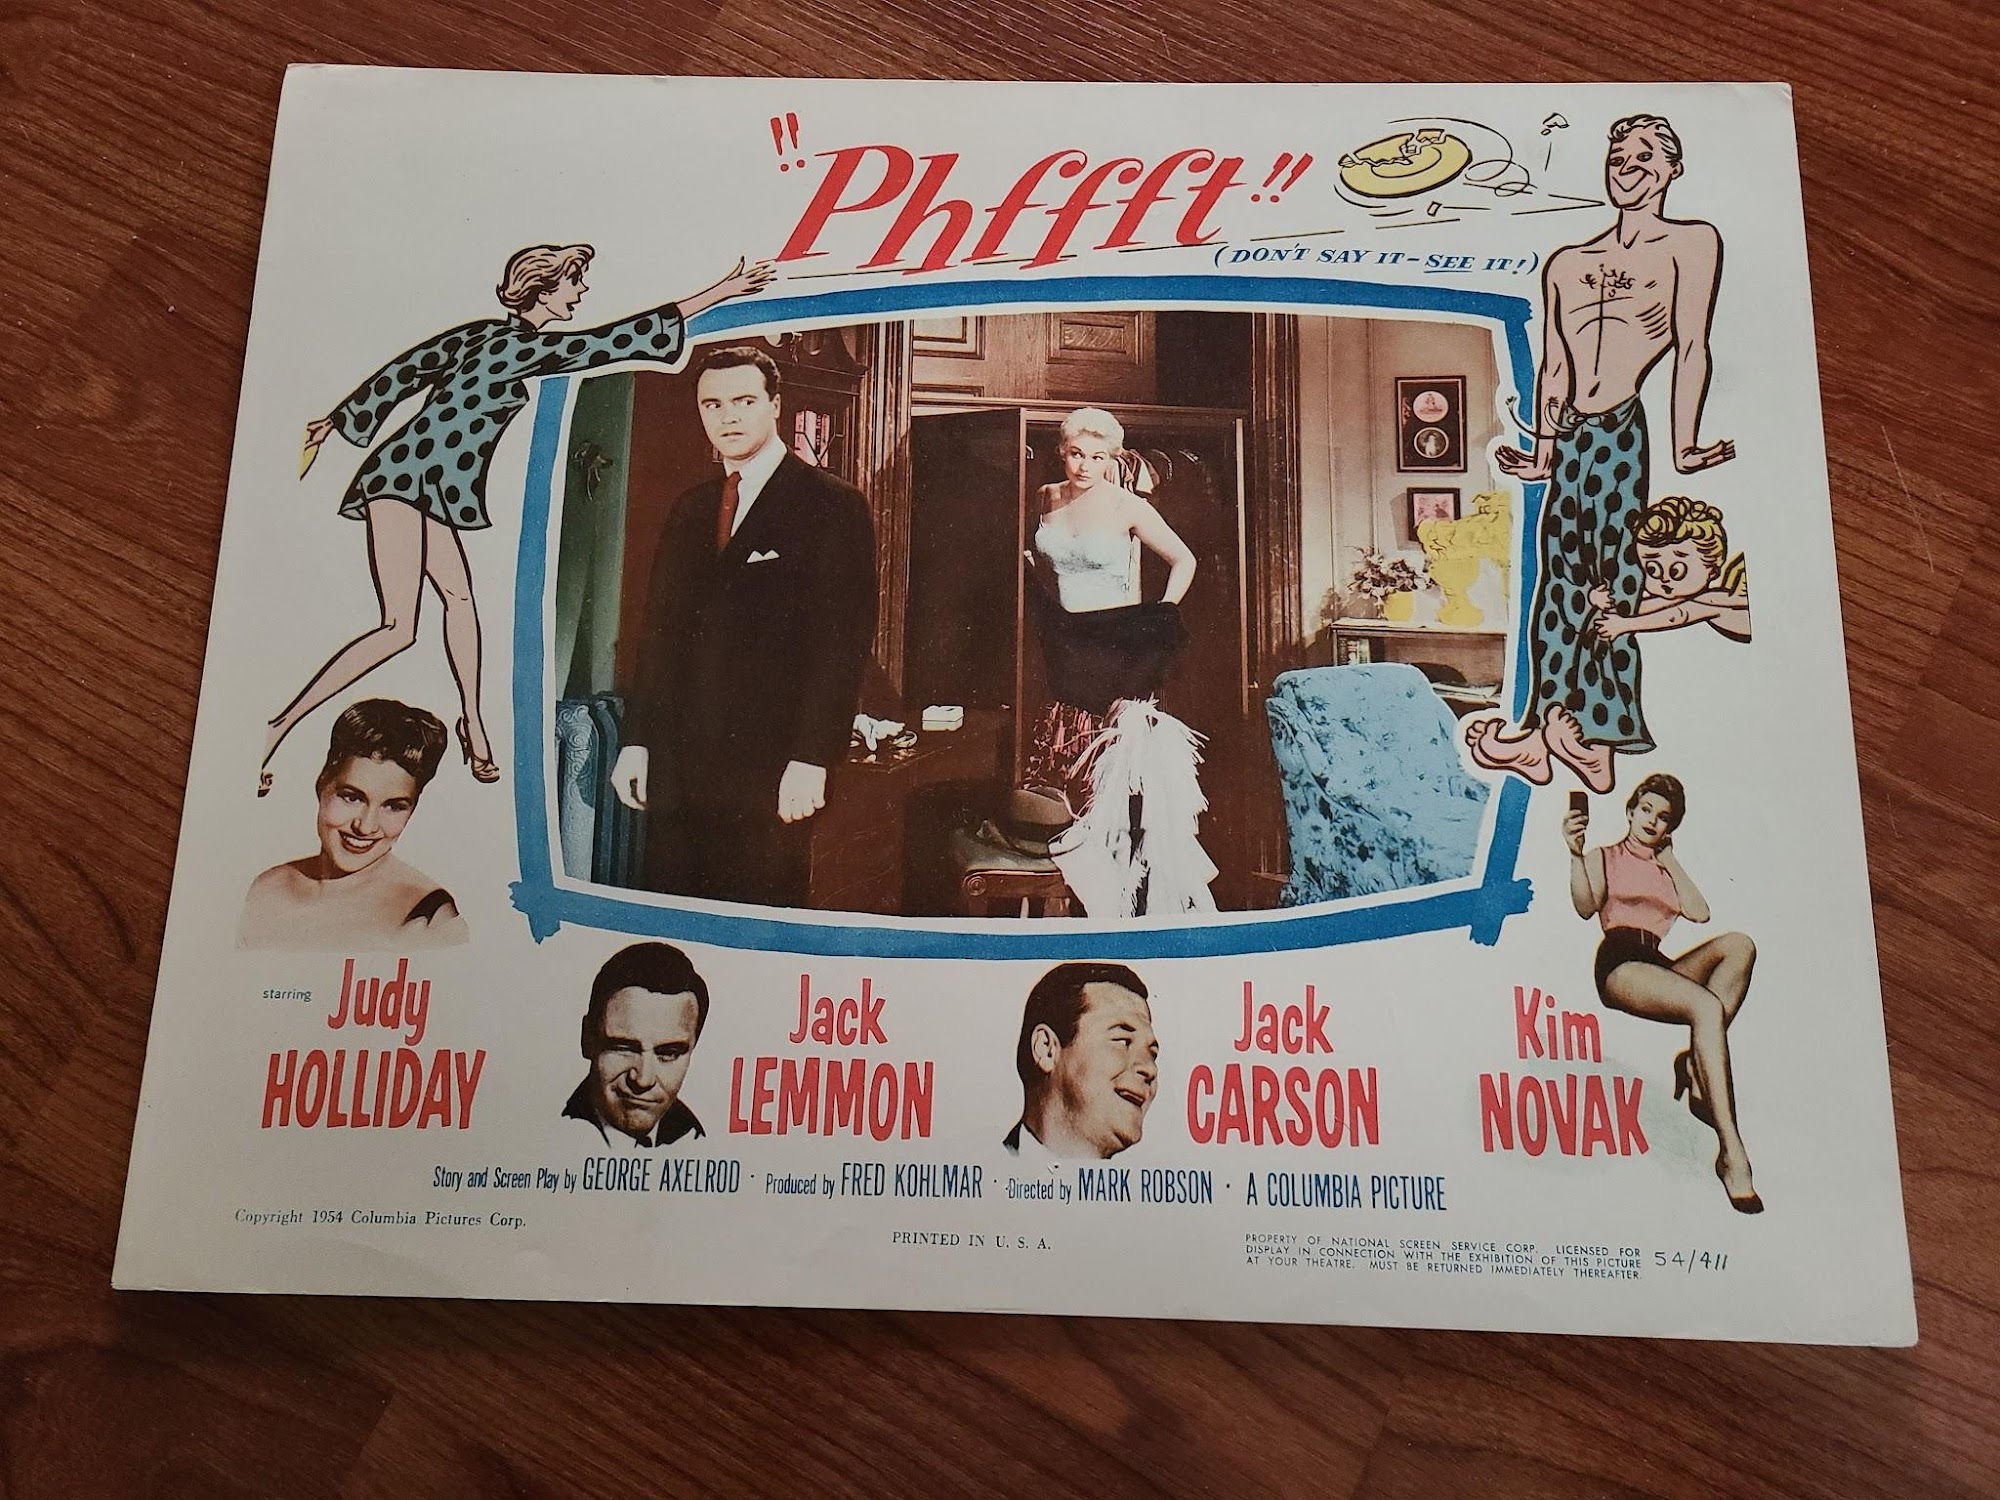 "Phffft"!!
(DON'T SAY IT - SEE IT!)
starring
Judy
HOLLIDAY
Jack
LEMMON
Jack
CARSON
Kim
NOVAK
Story and Screen Play by GEORGE AXELROD · Produced by FRED KOHLMAR · Directed by MARK ROBSON · A COLUMBIA PICTURE
Copyright 1954 Columbia Pictures Corp.
PRINTED IN U. S. A.
PROPERTY OF NATIONAL SCREEN SERVICE CORP. LICENSED FOR
DISPLAY IN CONNECTION WITH THE EXHIBITION OF THIS PICTURE
AT YOUR THEATRE. MUST BE RETURNED IMMEDIATELY THEREAFTER.
54/411